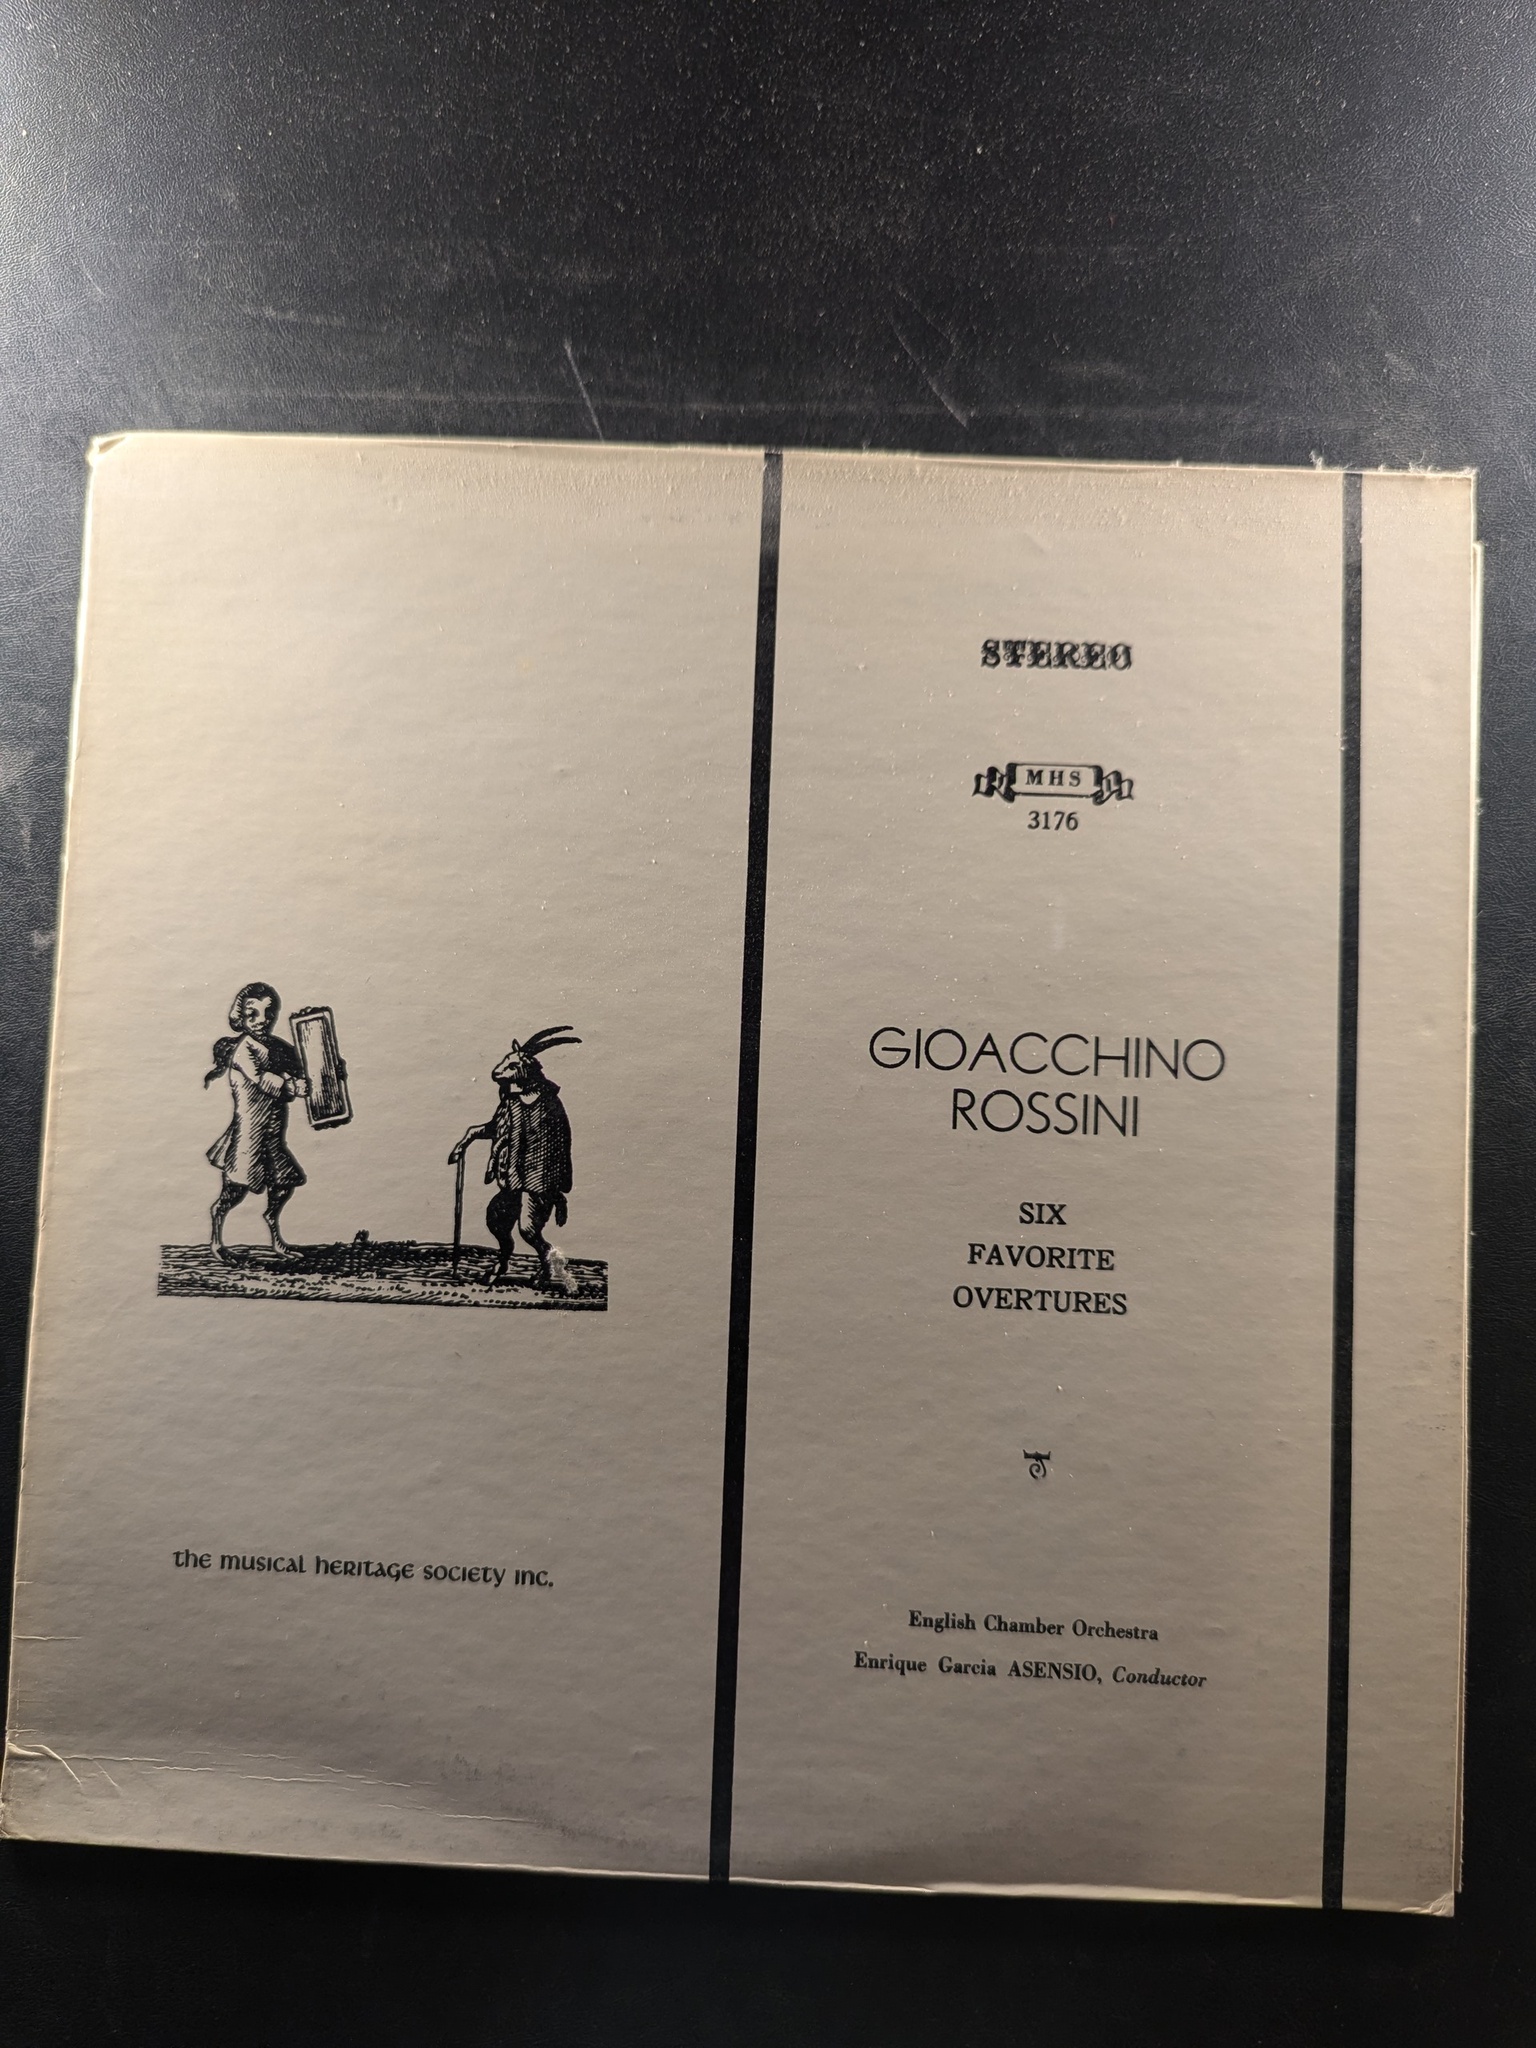 STEREO
MHS
3176
GIOACCHINO
ROSSINI
SIX
FAVORITE
OVERTURES
the musical heritage society inc.
English Chamber Orchestra
Enrique Garcia ASENSIO, Conductor